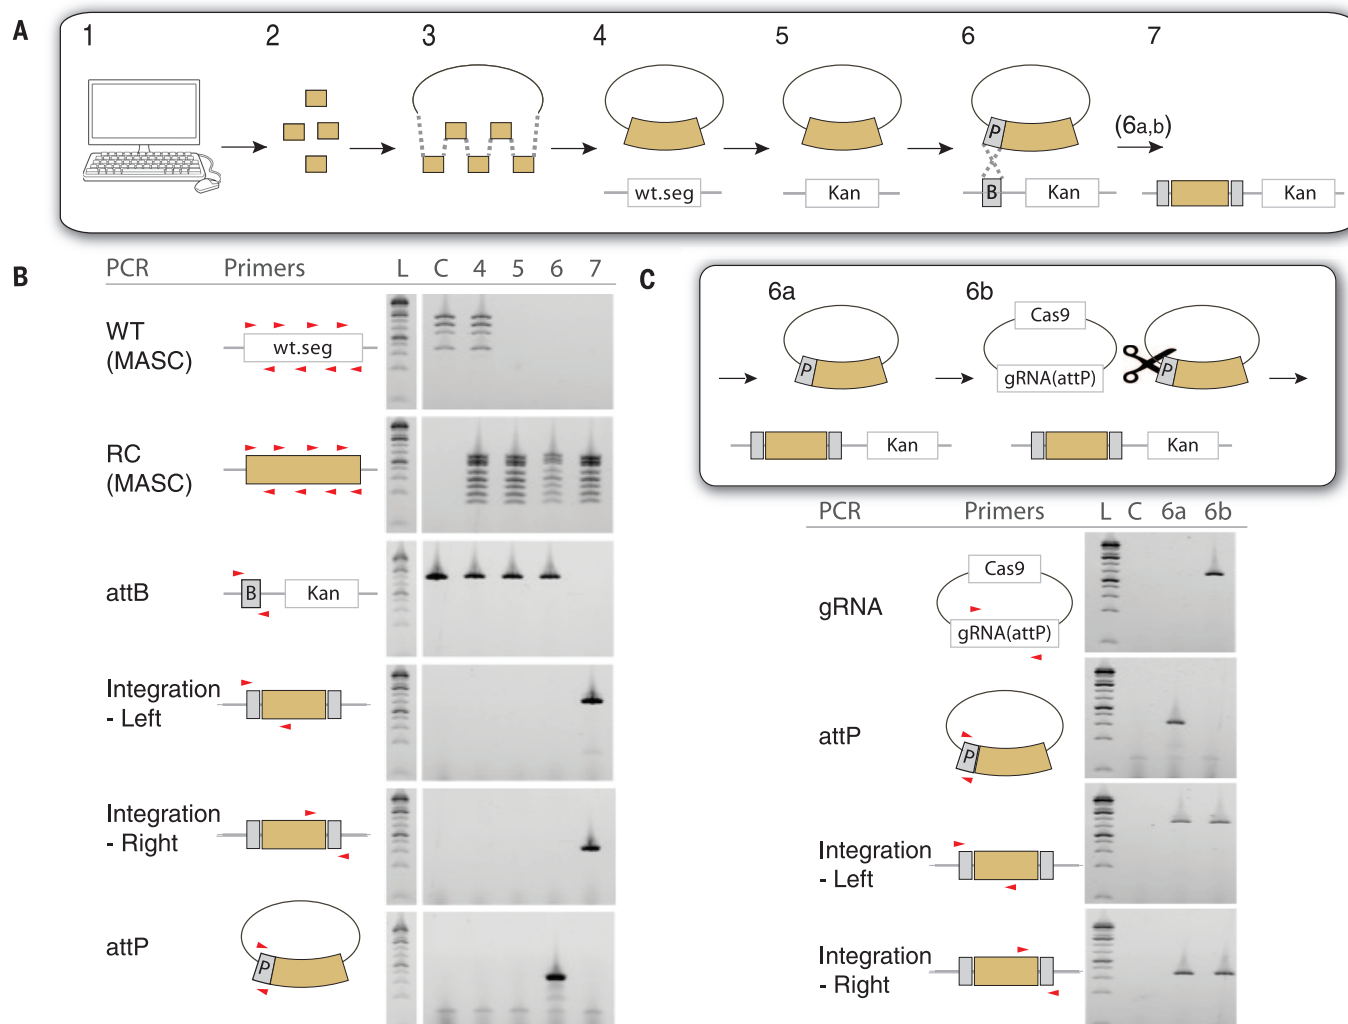 A
1 2 3 4 5 6 7
P
(6a,b)
wt.seg
Kan
B
Kan
Kan
B
PCR Primers L C 4 5 6 7
WT
(MASC)
wt.seg
RC
(MASC)
attB
B
Kan
Integration
- Left
Integration
- Right
attP
P
C
6a 6b
Cas9
P
gRNA(attP)
P
Kan
Kan
PCR Primers L C 6a 6b
gRNA
Cas9
gRNA(attP)
attP
P
Integration
- Left
Integration
- Right